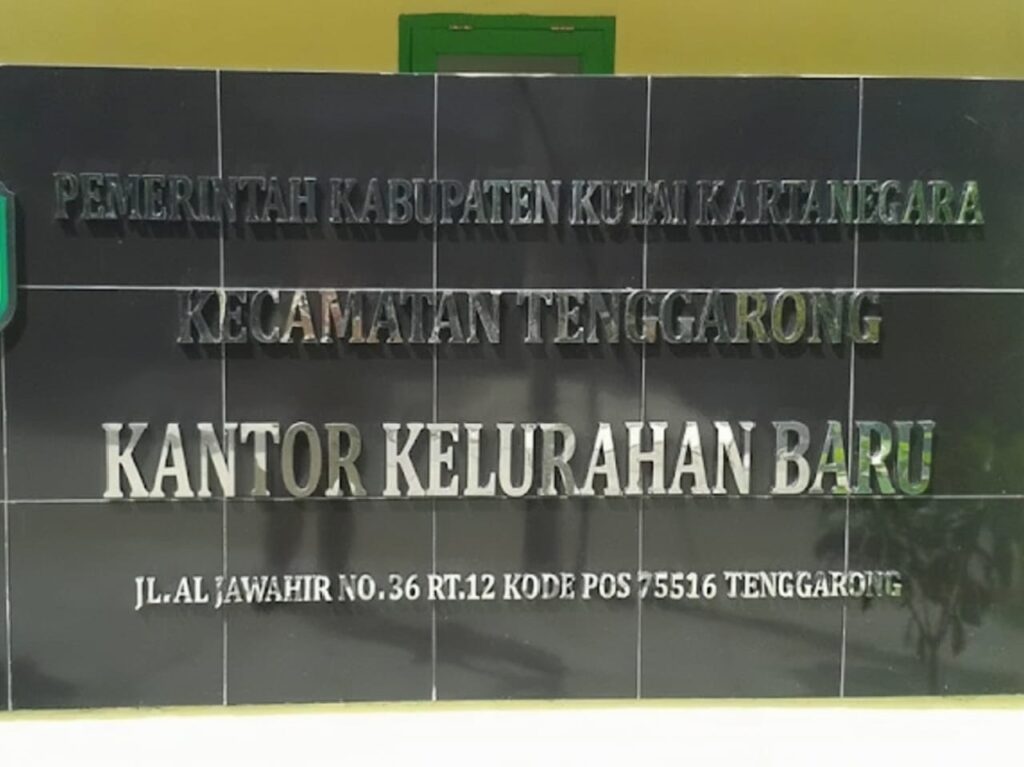 PEMERINTAH KABUPATEN KUTAI KARTANEGARA
KECAMATAN TENGGARONG
KANTOR KELURAHAN BARU
JL.AL JAWAHIR NO.36 RT.12 KODE POS 75516 TENGGARONG